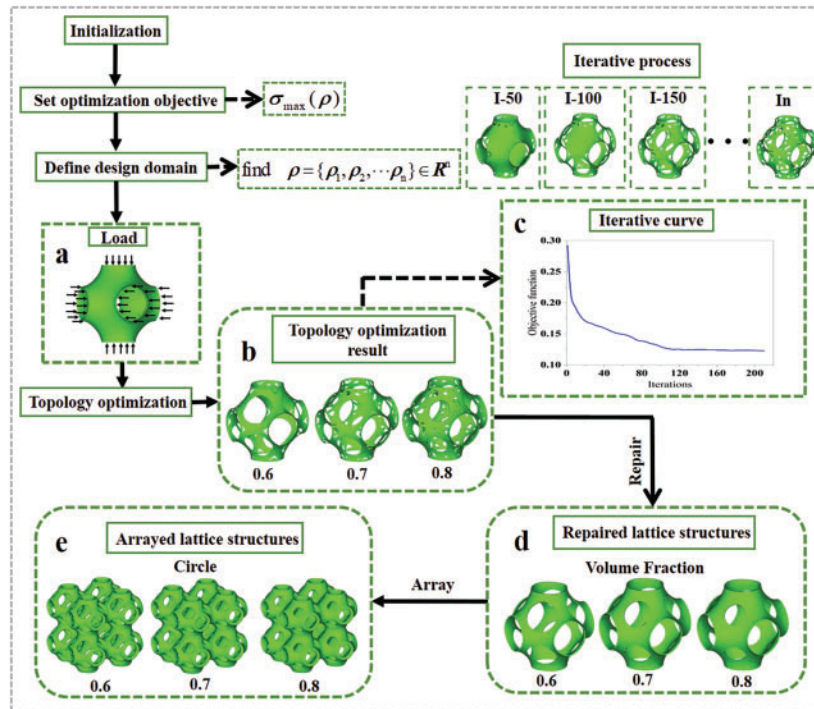 Initialization
Set optimization objective
σmax(ρ)
Define design domain
find ρ = {ρ1, ρ2, ⋯ρn} ∈ Rn
Iterative process
I-50 I-100 I-150 In
a
Load
Topology optimization
b
Topology optimization
result
0.6 0.7 0.8
c
Iterative curve
Objective function
0.30
0.25
0.20
0.15
0.10
0 40 80 120 160 200
Iterations
Repair
d
Repaired lattice structures
Volume Fraction
0.6 0.7 0.8
Array
e
Arrayed lattice structures
Circle
0.6 0.7 0.8